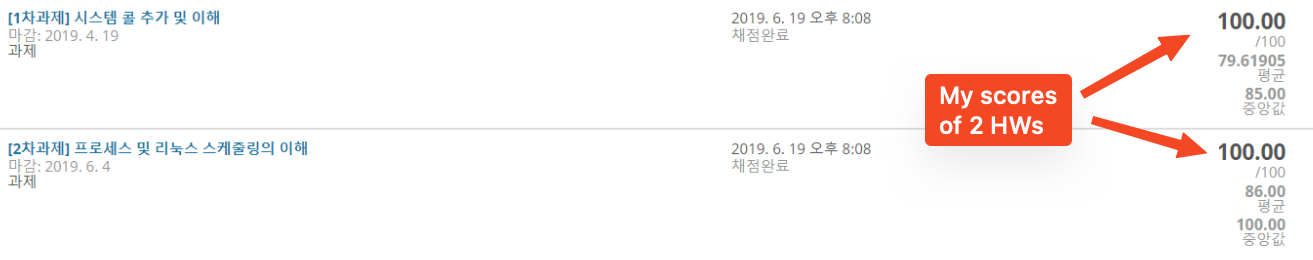 [1차과제] 시스템 콜 추가 및 이해
마감: 2019. 4. 19
과제
2019. 6. 19 오후 8:08
채점완료
100.00
/100
79.61905
평균
85.00
중앙값
My scores
of 2 HWs
[2차과제] 프로세스 및 리눅스 스케줄링의 이해
마감: 2019. 6. 4
과제
2019. 6. 19 오후 8:08
채점완료
100.00
/100
86.00
평균
100.00
중앙값